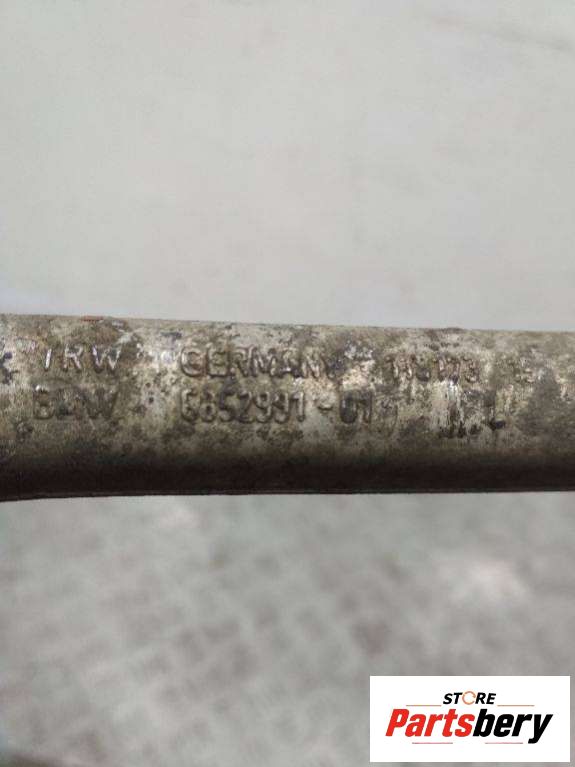 TRW GERMANY
BMW 6852991-01
STORE
Partsbery